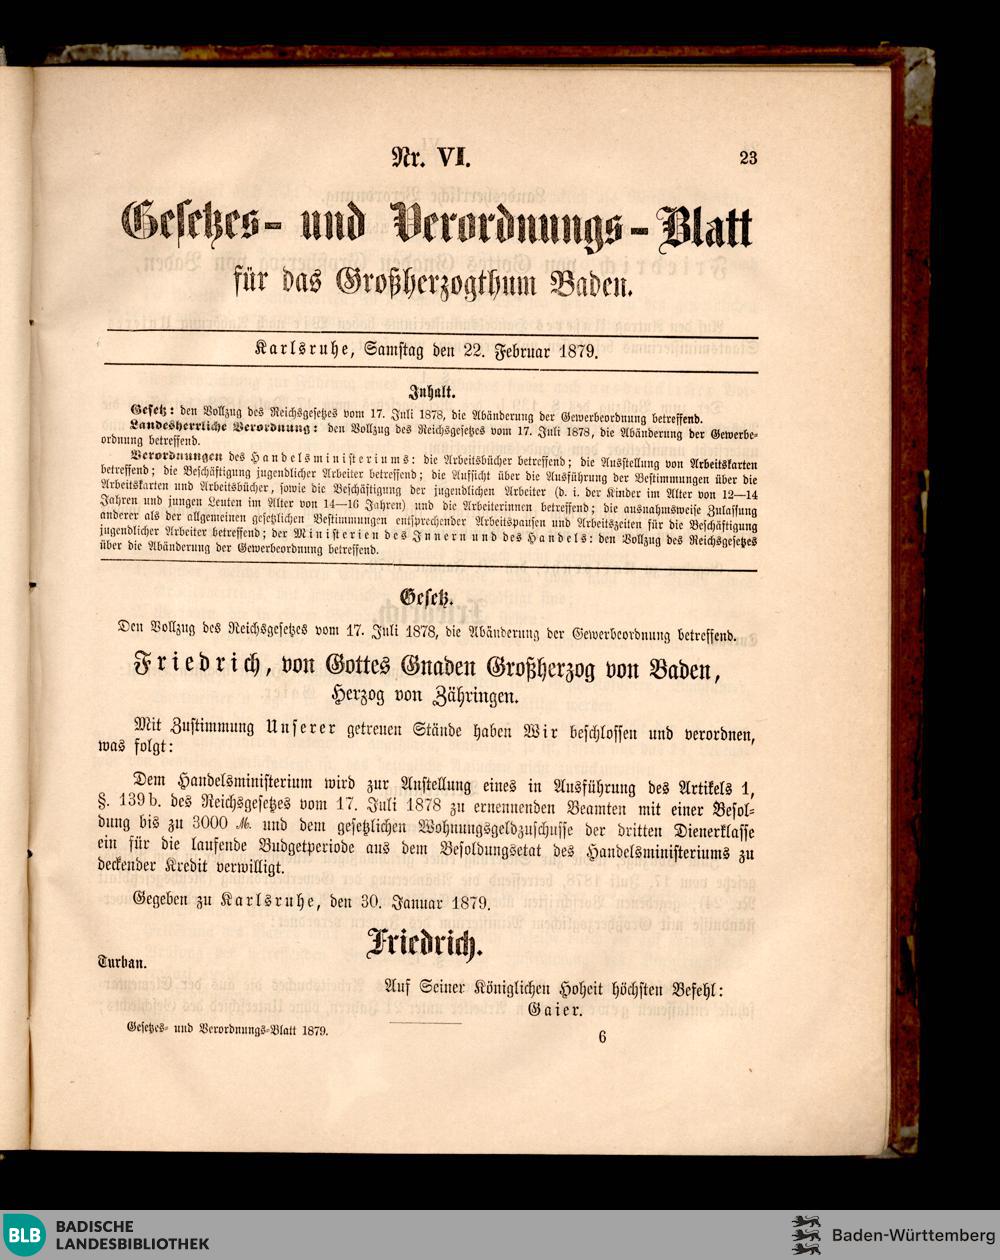 Nr. VI.
23
Gesetzes- und Verordnungs-Blatt
für das Großherzogthum Baden.
Karlsruhe, Samstag den 22. Februar 1879.
Inhalt.
Gesetz: den Vollzug des Reichsgesetzes vom 17. Juli 1878, die Abänderung der Gewerbeordnung betreffend.
Landesherrliche Verordnung: den Vollzug des Reichsgesetzes vom 17. Juli 1878, die Abänderung der Gewerbe-
ordnung betreffend.
Verordnungen des Handelsministeriums: die Arbeitsbücher betreffend; die Ausstellung von Arbeitskarten
betreffend; die Beschäftigung jugendlicher Arbeiter betreffend; die Aufsicht über die Ausführung der Bestimmungen über die
Arbeitskarten und Arbeitsbücher, sowie die Beschäftigung der jugendlichen Arbeiter (d. i. der Kinder im Alter von 12—14
Jahren und jungen Leuten im Alter von 14—16 Jahren) und die Arbeiterinnen betreffend; die ausnahmsweise Zulassung
anderer als der allgemeinen gesetzlichen Bestimmungen entsprechender Arbeitspausen und Arbeitszeiten für die Beschäftigung
jugendlicher Arbeiter betreffend; der Ministerien des Innern und des Handels: den Vollzug des Reichsgesetzes
über die Abänderung der Gewerbeordnung betreffend.
Gesetz.
Den Vollzug des Reichsgesetzes vom 17. Juli 1878, die Abänderung der Gewerbeordnung betreffend.
Friedrich, von Gottes Gnaden Großherzog von Baden,
Herzog von Zähringen.
Mit Zustimmung Unserer getreuen Stände haben Wir beschlossen und verordnen,
was folgt:
Dem Handelsministerium wird zur Anstellung eines in Ausführung des Artikels 1,
§. 139 b. des Reichsgesetzes vom 17. Juli 1878 zu ernennenden Beamten mit einer Besol-
dung bis zu 3000 ℳ. und dem gesetzlichen Wohnungsgeldzuschusse der dritten Dienerklasse
ein für die laufende Budgetperiode aus dem Besoldungsetat des Handelsministeriums zu
deckender Kredit verwilligt.
Gegeben zu Karlsruhe, den 30. Januar 1879.
Friedrich.
Turban.
Auf Seiner Königlichen Hoheit höchsten Befehl:
Gaier.
Gesetzes- und Verordnungs-Blatt 1879.
6
BLB BADISCHE
LANDESBIBLIOTHEK
Baden-Württemberg